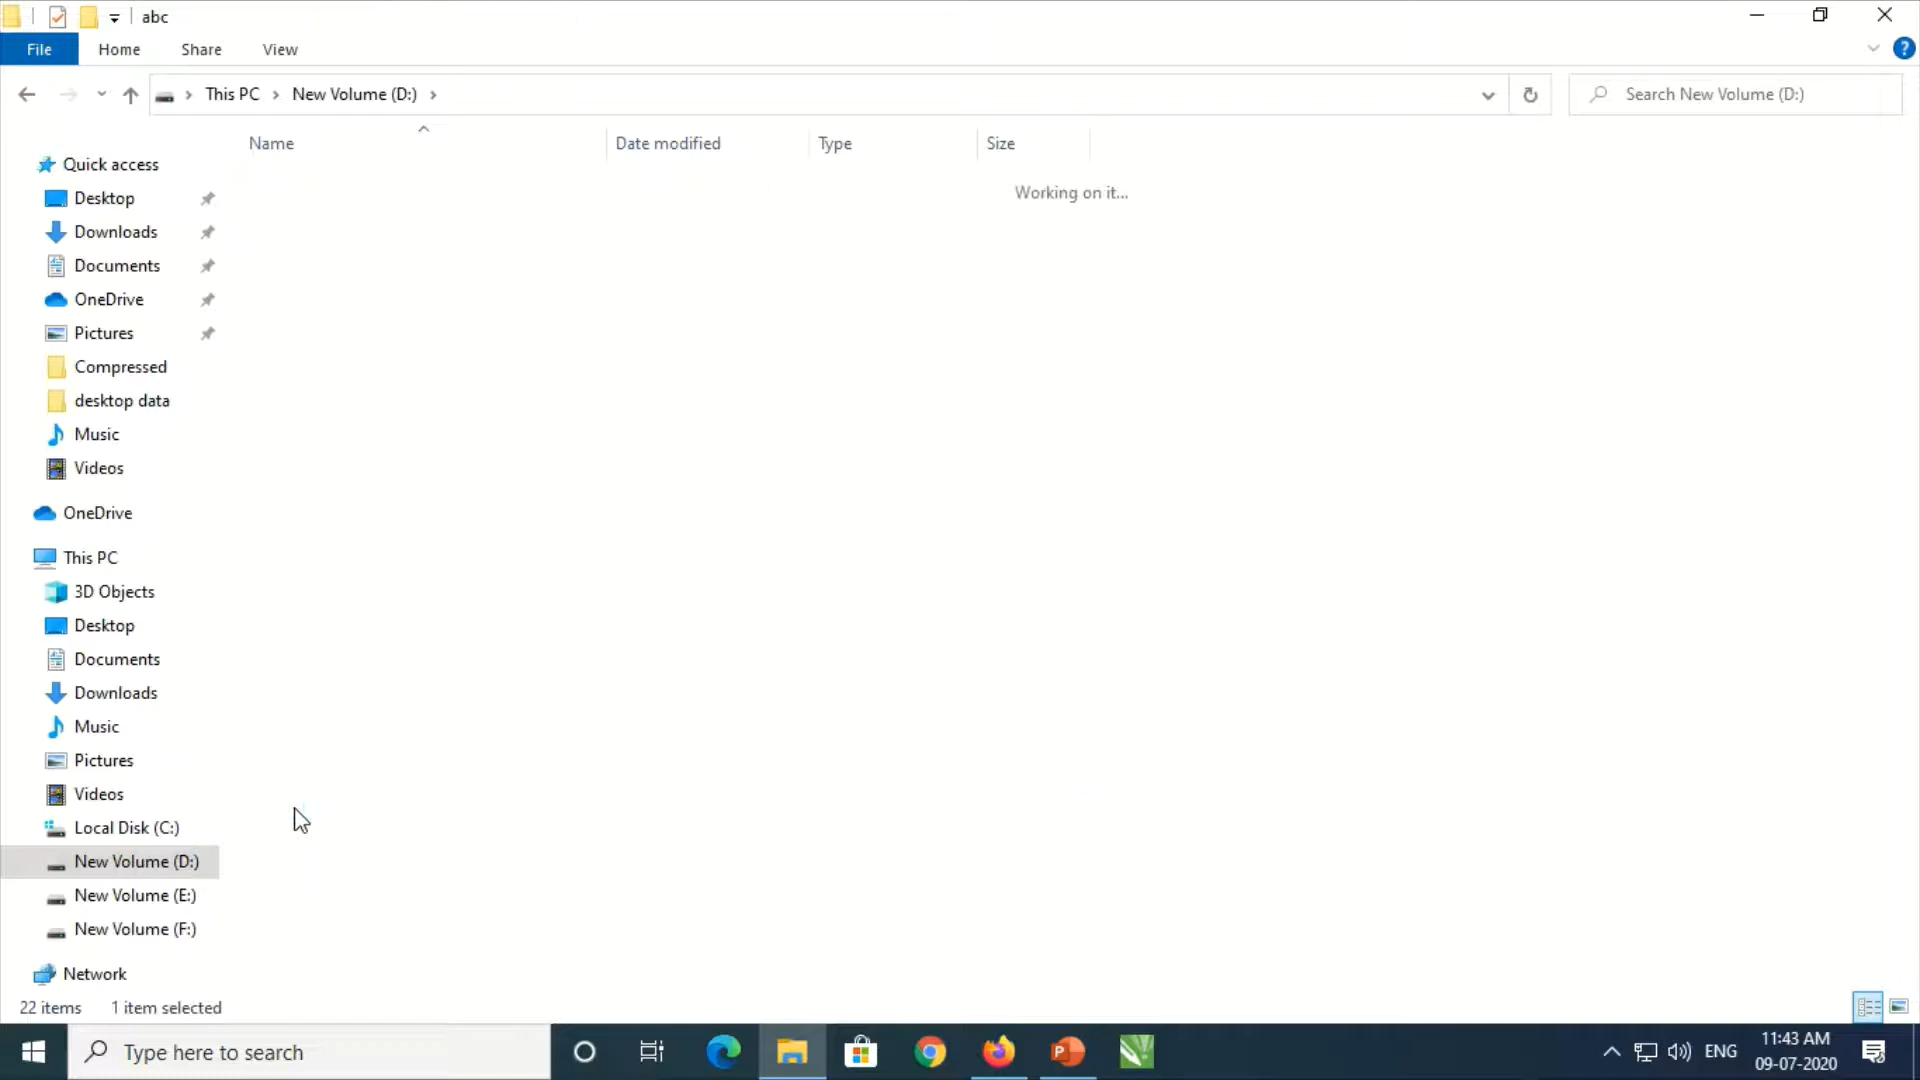 abc
File Home Share View
This PC New Volume (D:) Search New Volume (D:)
Name Date modified Type Size
Working on it...
Quick access
Desktop
Downloads
Documents
OneDrive
Pictures
Compressed
desktop data
Music
Videos
OneDrive
This PC
3D Objects
Desktop
Documents
Downloads
Music
Pictures
Videos
Local Disk (C:)
New Volume (D:)
New Volume (E:)
New Volume (F:)
Network
22 items 1 item selected
Type here to search
ENG
11:43 AM
09-07-2020